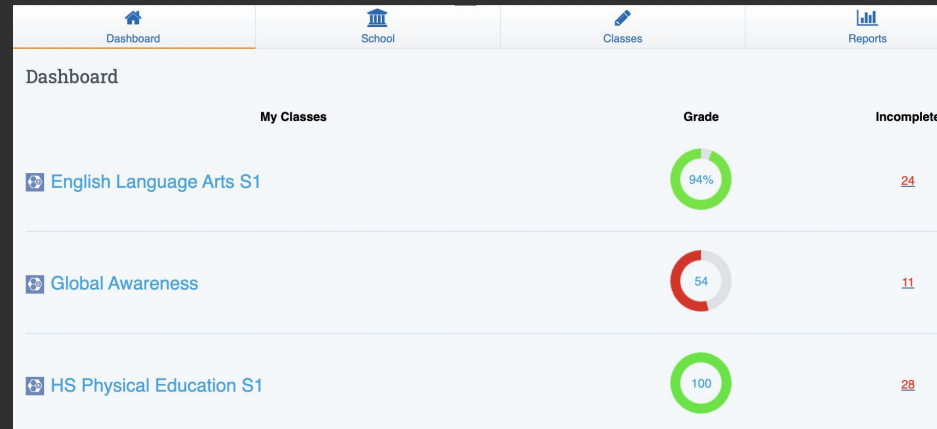 Dashboard School Classes Reports
Dashboard
My Classes Grade Incomplete
English Language Arts S1 94% 24
Global Awareness 54 11
HS Physical Education S1 100 28